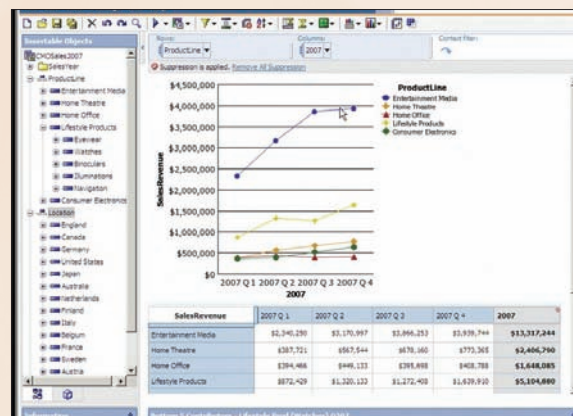 Insertable Objects
CMOSales2007
SalesYear
ProductLine
Entertainment Media
Home Theatre
Home Office
Lifestyle Products
Eyewear
Watches
Binoculars
Illuminations
Navigation
Consumer Electronics
Location
England
Canada
Germany
United States
Japan
Australia
Netherlands
Finland
Italy
Belgium
France
Sweden
Austria
Rows:
Columns:
Context filter:
ProductLine
2007
Suppression is applied. Remove All Suppression
$4,500,000
$4,000,000
$3,500,000
$3,000,000
$2,500,000
$2,000,000
$1,500,000
$1,000,000
$500,000
$0
SalesRevenue
2007 Q 1 2007 Q 2 2007 Q 3 2007 Q 4
2007
ProductLine
Entertainment Media
Home Theatre
Home Office
Lifestyle Products
Consumer Electronics
SalesRevenue 2007 Q 1 2007 Q 2 2007 Q 3 2007 Q 4 2007
Entertainment Media $2,340,250 $3,170,997 $3,866,253 $3,939,744 $13,317,244
Home Theatre $387,721 $567,544 $678,160 $773,365 $2,406,790
Home Office $394,466 $449,133 $395,698 $408,788 $1,648,085
Lifestyle Products $872,429 $1,320,133 $1,272,408 $1,639,910 $5,104,880